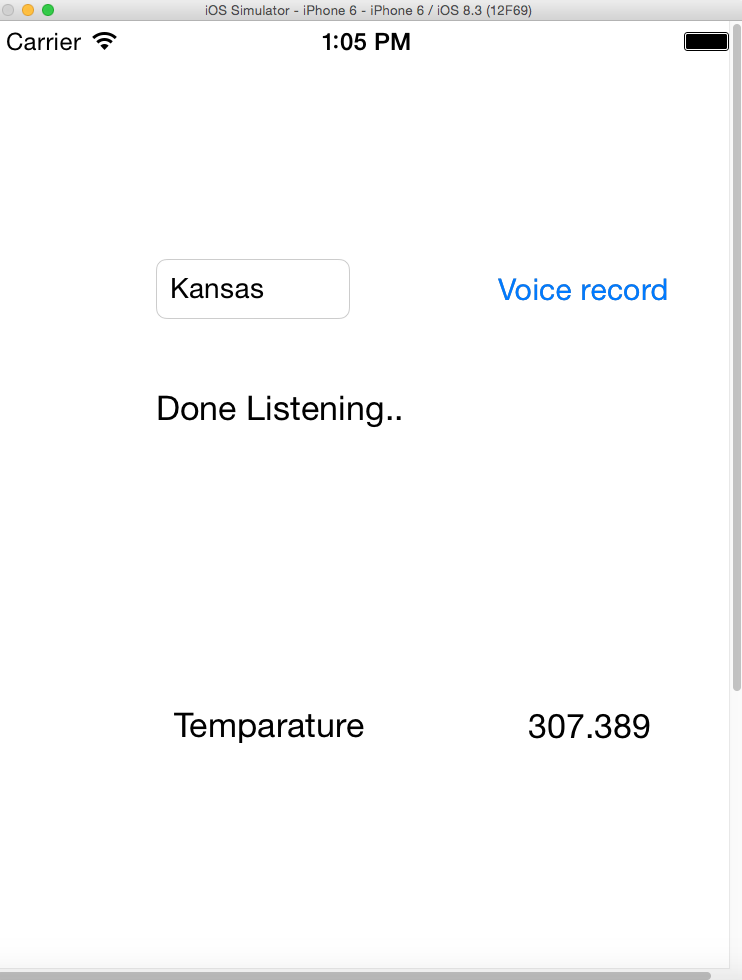 iOS Simulator - iPhone 6 - iPhone 6 / iOS 8.3 (12F69)
Carrier 1:05 PM
Kansas Voice record
Done Listening..
Temparature 307.389